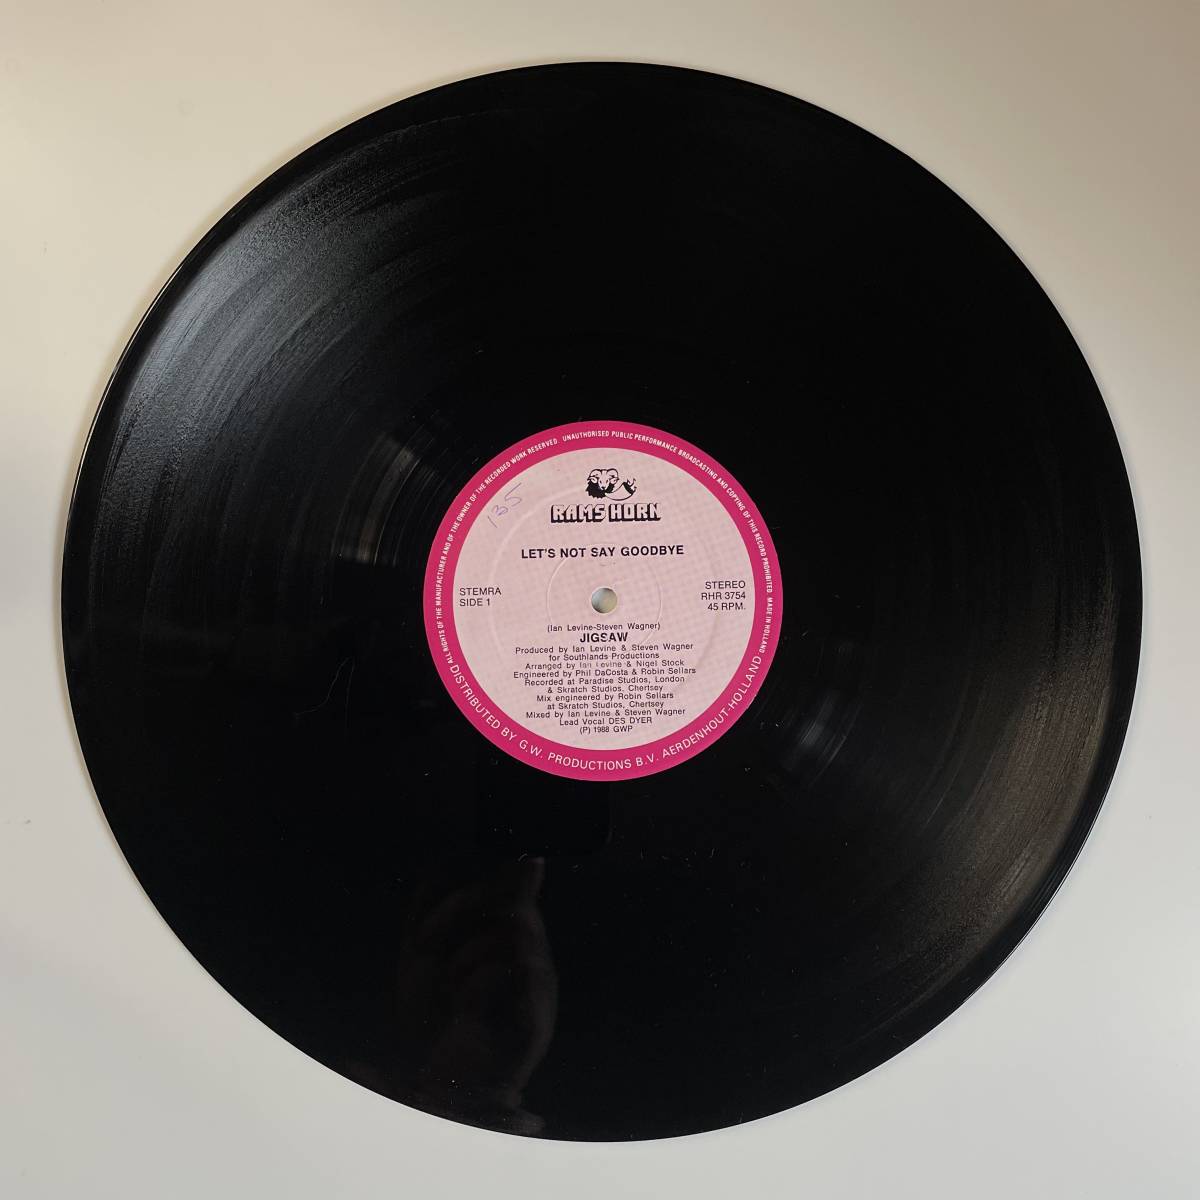 ALL RIGHTS OF THE MANUFACTURER AND OF THE OWNER OF THE RECORDED WORK RESERVED. UNAUTHORISED PUBLIC PERFORMANCE BROADCASTING AND COPYING OF THIS RECORD PROHIBITED. MADE IN HOLLAND
135
RAMS HORN
LET'S NOT SAY GOODBYE
STEMRA
SIDE 1
STEREO
RHR 3754
45 RPM.
(Ian Levine-Steven Wagner)
JIGSAW
Produced by Ian Levine & Steven Wagner
for Southlands Productions
Arranged by Ian Levine & Nigel Stock
Engineered by Phil DaCosta & Robin Sellars
Recorded at Paradise Studios, London
& Skratch Studios, Chertsey
Mix engineered by Robin Sellars
at Skratch Studios, Chertsey
Mixed by Ian Levine & Steven Wagner
Lead Vocal DES DYER
(P) 1988 GWP
DISTRIBUTED BY G.W. PRODUCTIONS B.V. AERDENHOUT-HOLLAND